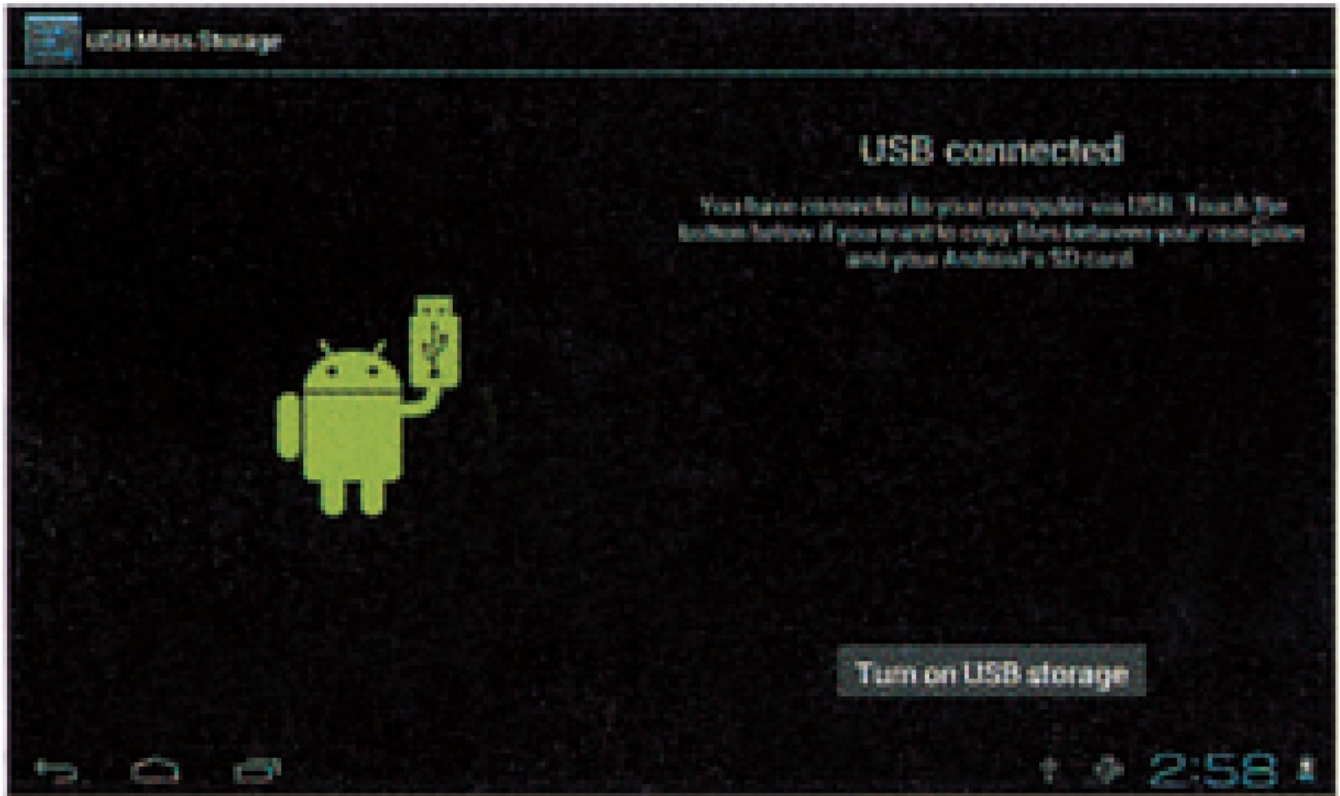 USB Mass Storage
USB connected
You have connected to your computer via USB. Touch the
button below if you want to copy files between your computer
and your Android's SD card
Turn on USB storage
2:58